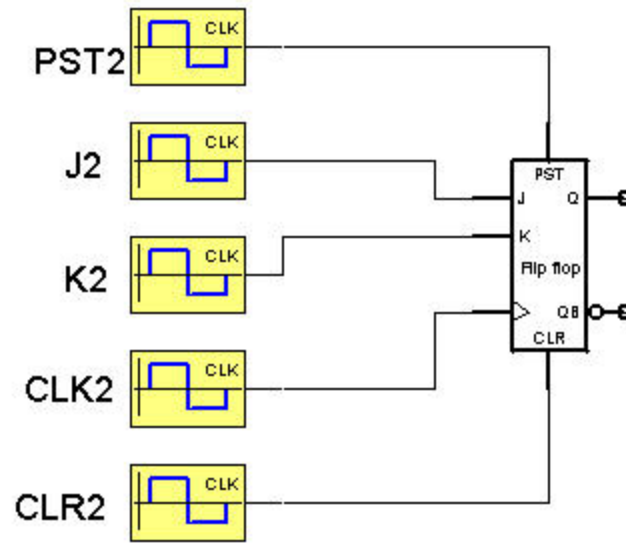 PST2
CLK
J2
CLK
K2
CLK
CLK2
CLK
CLR2
CLK
PST
J
Q
K
Flip flop
QB
CLR